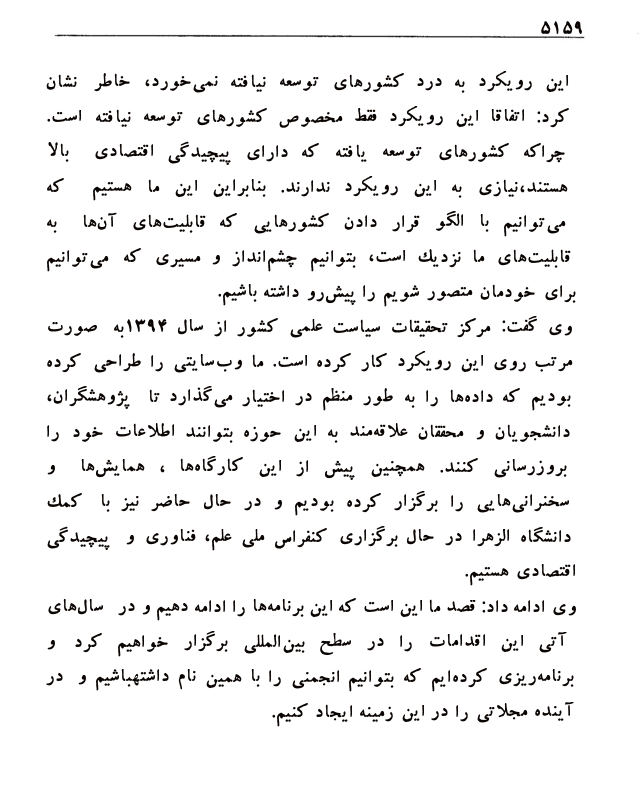 ۵۱۵۹
این رویکرد به درد کشورهای توسعه نیافته نمی‌خورد، خاطر نشان
کرد: اتفاقا این رویکرد فقط مخصوص کشورهای توسعه نیافته است.
چراکه کشورهای توسعه یافته که دارای پیچیدگی اقتصادی بالا
هستند،نیازی به این رویکرد ندارند. بنابراین این ما هستیم که
می‌توانیم با الگو قرار دادن کشورهایی که قابلیت‌های آن‌ها به
قابلیت‌های ما نزدیك است، بتوانیم چشم‌انداز و مسیری که می‌توانیم
برای خودمان متصور شویم را پیش‌رو داشته باشیم.
وی گفت: مرکز تحقیقات سیاست علمی کشور از سال ۱۳۹۴به صورت
مرتب روی این رویکرد کار کرده است. ما وب‌سایتی را طراحی کرده
بودیم که داده‌ها را به طور منظم در اختیار می‌گذارد تا پژوهشگران،
دانشجویان و محققان علاقه‌مند به این حوزه بتوانند اطلاعات خود را
بروزرسانی کنند. همچنین پیش از این کارگاه‌ها ، همایش‌ها و
سخنرانی‌هایی را برگزار کرده بودیم و در حال حاضر نیز با کمك
دانشگاه الزهرا در حال برگزاری کنفراس ملی علم، فناوری و پیچیدگی
اقتصادی هستیم.
وی ادامه داد: قصد ما این است که این برنامه‌ها را ادامه دهیم و در سال‌های
آتی این اقدامات را در سطح بین‌المللی برگزار خواهیم کرد و
برنامه‌ریزی کرده‌ایم که بتوانیم انجمنی را با همین نام داشتهباشیم و در
آینده مجلاتی را در این زمینه ایجاد کنیم.